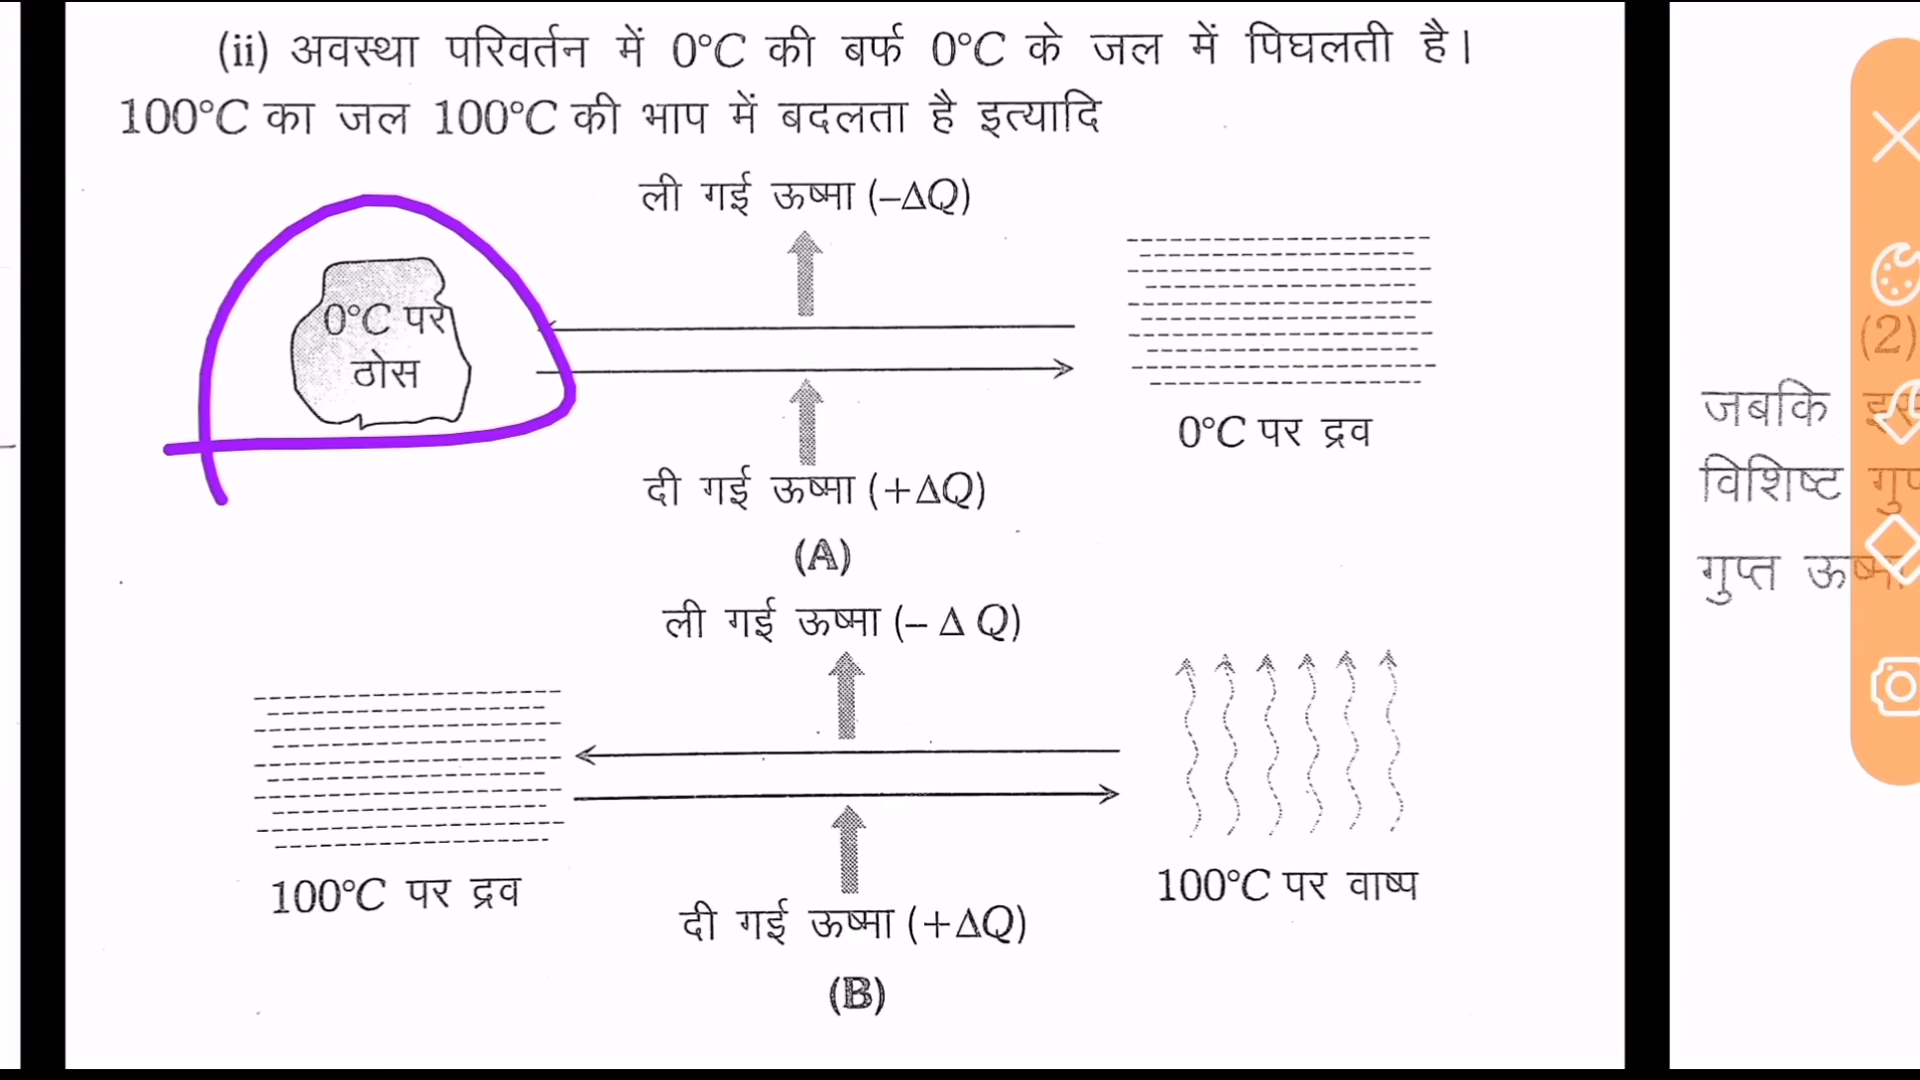 (ii) अवस्था परिवर्तन में 0°C की बर्फ 0°C के जल में पिघलती है।
100°C का जल 100°C की भाप में बदलता है इत्यादि
ली गई ऊष्मा (–ΔQ)
0°C पर
ठोस
0°C पर द्रव
दी गई ऊष्मा (+ΔQ)
(A)
ली गई ऊष्मा (– Δ Q)
100°C पर द्रव
100°C पर वाष्प
दी गई ऊष्मा (+ΔQ)
(B)
(2)
जबकि
विशिष्ट
गुप्त ऊष्मा